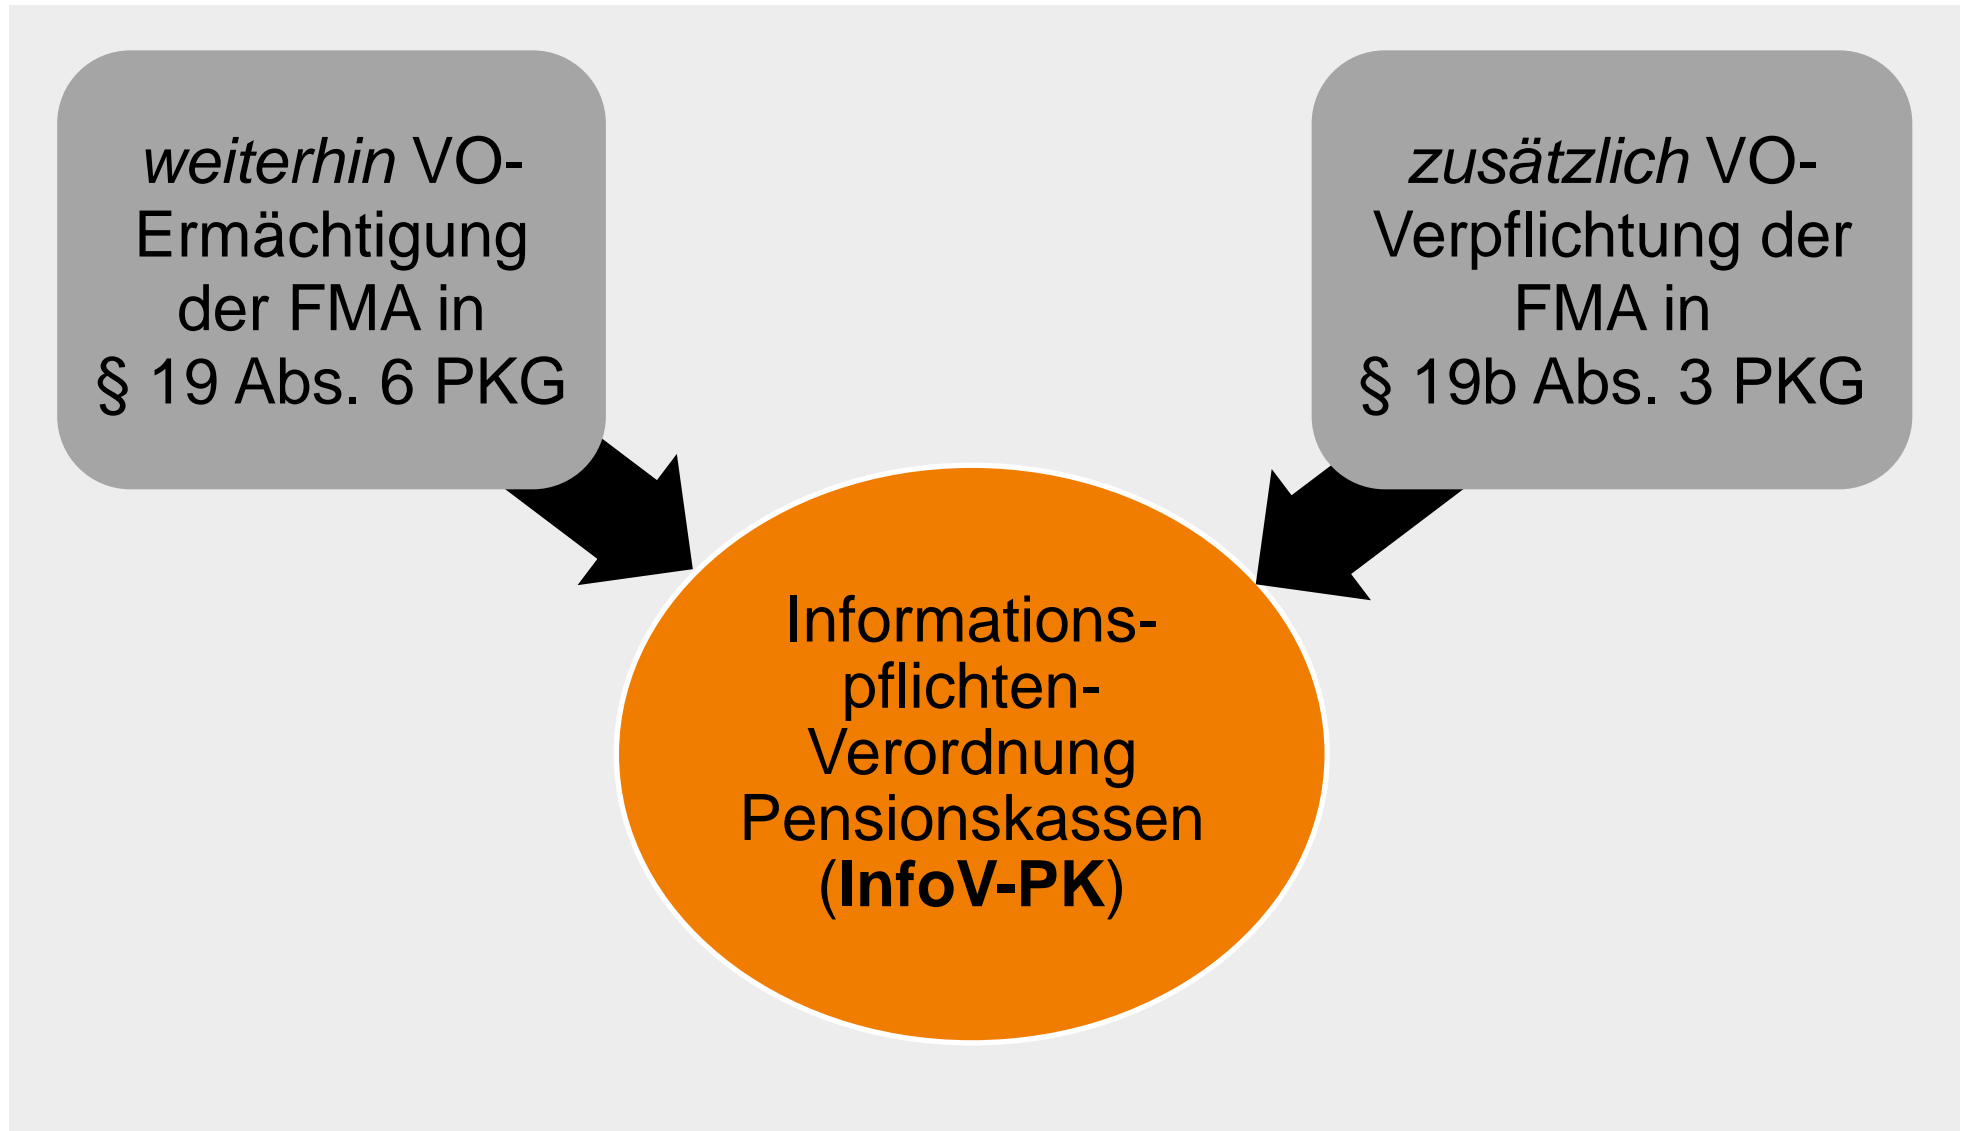 weiterhin VO-
Ermächtigung
der FMA in
§ 19 Abs. 6 PKG
zusätzlich VO-
Verpflichtung der
FMA in
§ 19b Abs. 3 PKG
Informations-
pflichten-
Verordnung
Pensionskassen
(InfoV-PK)